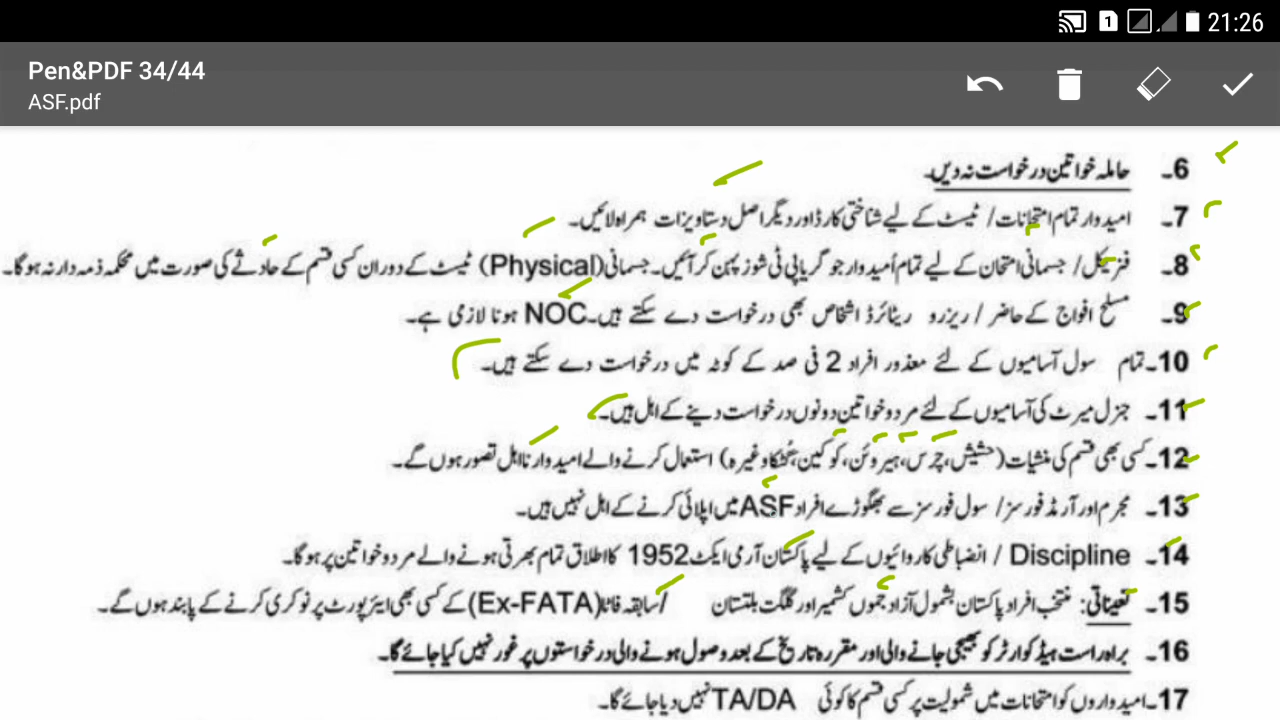 21:26
Pen&PDF 34/44
ASF.pdf
6۔ حاملہ خواتین درخواست نہ دیں۔
7۔ امیدوار تمام امتحانات / ٹیسٹ کے لیے شناختی کارڈ اور دیگر اصل دستاویزات ہمراہ لائیں۔
8۔ فزیکل / جسمانی امتحان کے لیے تمام اُمیدوار جوگر یا پی ٹی شوز پہن کر آئیں۔ جسمانی (Physical) ٹیسٹ کے دوران کسی قسم کے حادثے کی صورت میں محکمہ ذمہ دار نہ ہوگا۔
9۔ مسلح افواج کے حاضر / ریزرو ریٹائرڈ اشخاص بھی درخواست دے سکتے ہیں۔ NOC ہونا لازمی ہے۔
10۔ تمام سول آسامیوں کے لئے معذور افراد 2 فی صد کے کوٹہ میں درخواست دے سکتے ہیں۔
11۔ جنرل میرٹ کی آسامیوں کے لئے مرد و خواتین دونوں درخواست دینے کے اہل ہیں۔
12۔ کسی بھی قسم کی منشیات (حشیش، چرس، ہیروئن، کوکین، گٹکا وغیرہ) استعمال کرنے والے امیدوار نااہل تصور ہوں گے۔
13۔ مجرم اور آرمڈ فورسز / سول فورسز سے بھگوڑے افراد ASF میں اپلائی کرنے کے اہل نہیں ہیں۔
14۔ Discipline / انضباطی کاروائیوں کے لیے پاکستان آرمی ایکٹ 1952 کا اطلاق تمام بھرتی ہونے والے مرد و خواتین پر ہوگا۔
15۔ تعیناتی: منتخب افراد پاکستان بشمول آزاد جموں کشمیر اور گلگت بلتستان / سابقہ فاٹا (Ex-FATA) کے کسی بھی ایئرپورٹ پر نوکری کرنے کے پابند ہوں گے۔
16۔ براہ راست ہیڈ کوارٹر کو بھیجی جانے والی اور مقررہ تاریخ کے بعد وصول ہونے والی درخواستوں پر غور نہیں کیا جائے گا۔
17۔ امیدواروں کو امتحانات میں شمولیت پر کسی قسم کا کوئی TA/DA نہیں دیا جائے گا۔